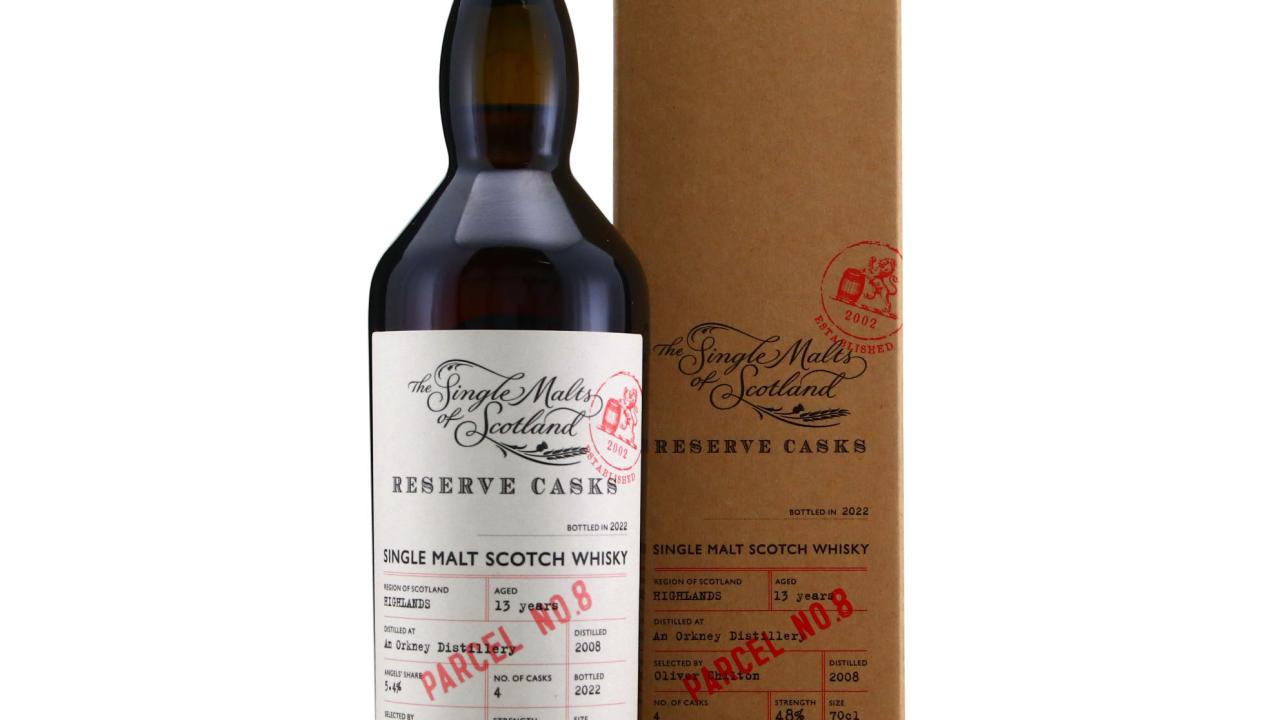 The Single Malts
of Scotland
2002
ESTABLISHED
RESERVE CASKS
BOTTLED IN 2022
SINGLE MALT SCOTCH WHISKY
REGION OF SCOTLAND
HIGHLANDS
AGED
13 years
DISTILLED AT
An Orkney Distillery
DISTILLED
2008
ANGELS' SHARE
5.4%
NO. OF CASKS
4
BOTTLED
2022
SELECTED BY
STRENGTH
SIZE
PARCEL NO.8
2002
ESTABLISHED
The Single Malts
of Scotland
RESERVE CASKS
BOTTLED IN 2022
SINGLE MALT SCOTCH WHISKY
REGION OF SCOTLAND
HIGHLANDS
AGED
13 years
DISTILLED AT
An Orkney Distillery
SELECTED BY
Oliver Chilton
DISTILLED
2008
NO. OF CASKS
4
STRENGTH
48%
SIZE
70cl
PARCEL NO.8